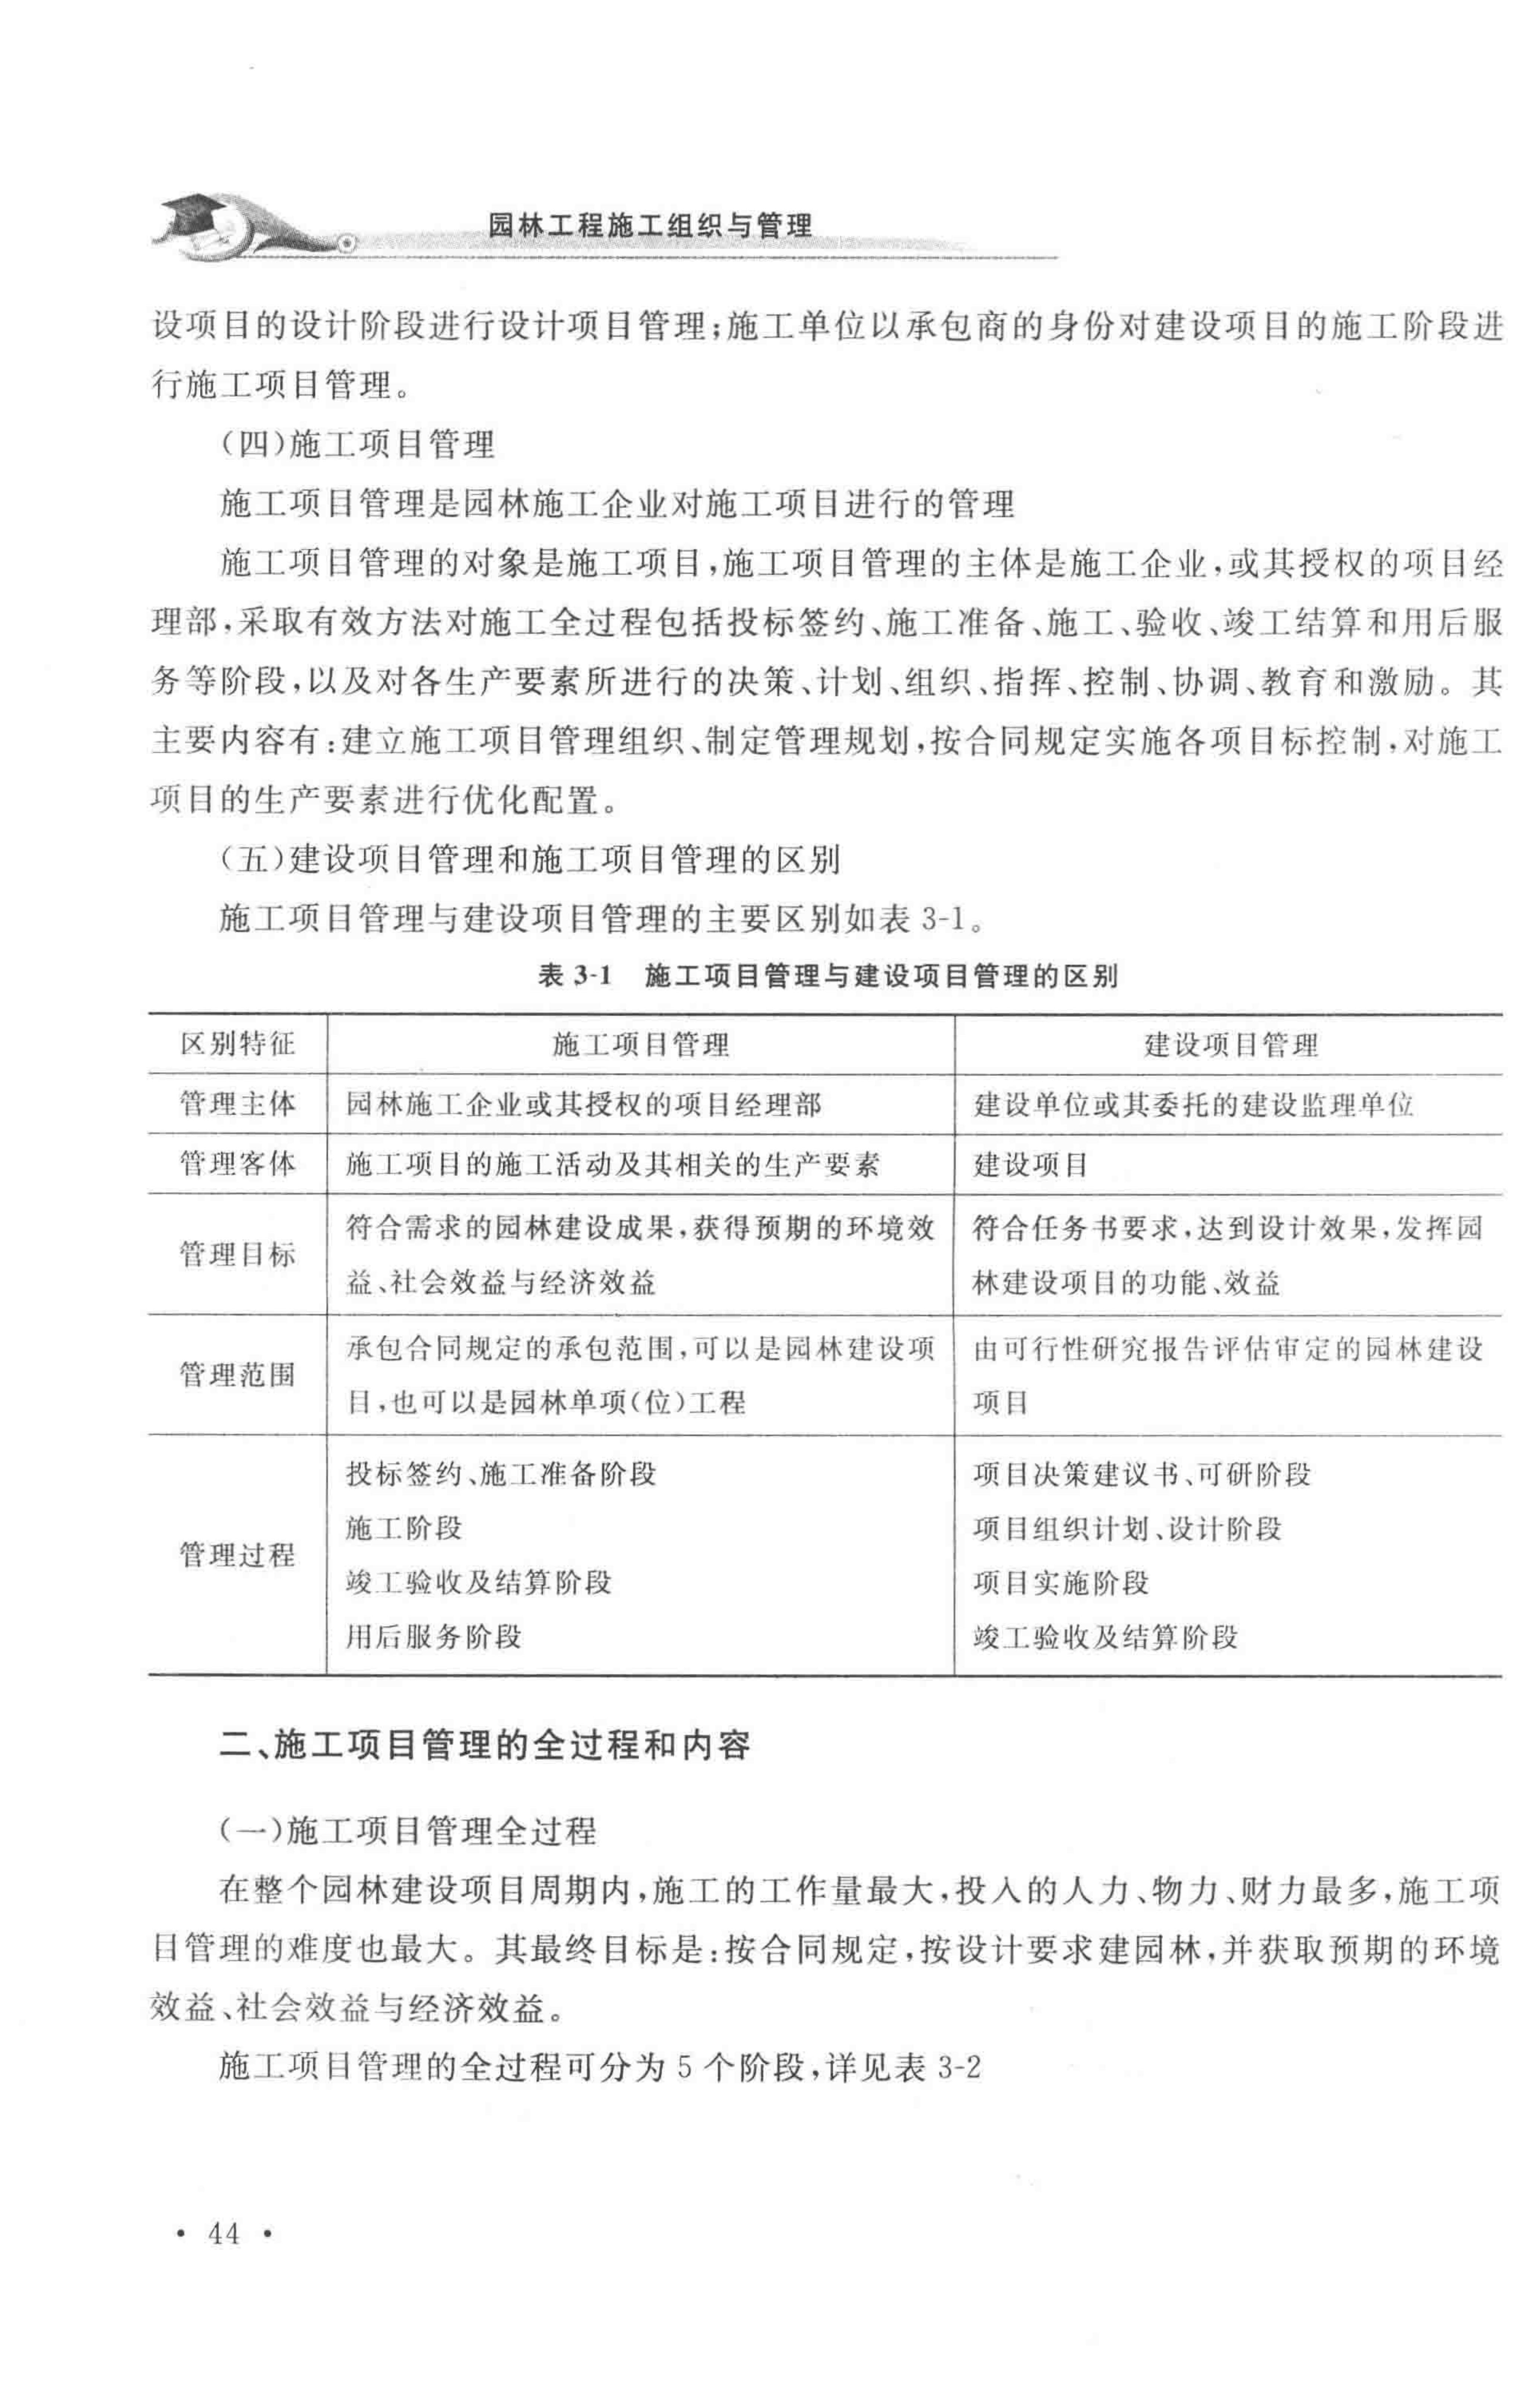 园林工程施工组织与管理
设项目的设计阶段进行设计项目管理;施工单位以承包商的身份对建设项目的施工阶段进
行施工项目管理。
(四)施工项目管理
施工项目管理是园林施工企业对施工项目进行的管理
施工项目管理的对象是施工项目,施工项目管理的主体是施工企业,或其授权的项目经
理部,采取有效方法对施工全过程包括投标签约、施工准备、施工、验收、竣工结算和用后服
务等阶段,以及对各生产要素所进行的决策、计划、组织、指挥、控制、协调、教育和激励。其
主要内容有:建立施工项目管理组织、制定管理规划,按合同规定实施各项目标控制,对施工
项目的生产要素进行优化配置。
(五)建设项目管理和施工项目管理的区别
施工项目管理与建设项目管理的主要区别如表 3-1。
表 3-1 施工项目管理与建设项目管理的区别
区别特征 施工项目管理 建设项目管理
管理主体 园林施工企业或其授权的项目经理部 建设单位或其委托的建设监理单位
管理客体 施工项目的施工活动及其相关的生产要素 建设项目
管理目标
符合需求的园林建设成果,获得预期的环境效
益、社会效益与经济效益
符合任务书要求,达到设计效果,发挥园
林建设项目的功能、效益
管理范围
承包合同规定的承包范围,可以是园林建设项
目,也可以是园林单项(位)工程
由可行性研究报告评估审定的园林建设
项目
管理过程
投标签约、施工准备阶段
施工阶段
竣工验收及结算阶段
用后服务阶段
项目决策建议书、可研阶段
项目组织计划、设计阶段
项目实施阶段
竣工验收及结算阶段
二、施工项目管理的全过程和内容
(一)施工项目管理全过程
在整个园林建设项目周期内,施工的工作量最大,投入的人力、物力、财力最多,施工项
目管理的难度也最大。其最终目标是:按合同规定,按设计要求建园林,并获取预期的环境
效益、社会效益与经济效益。
施工项目管理的全过程可分为 5 个阶段,详见表 3-2
· 44 ·